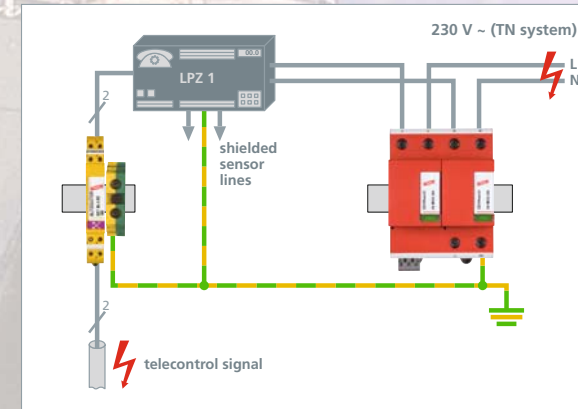 230 V ~ (TN system)
L
N
LPZ 1
2
shielded
sensor
lines
2
telecontrol signal